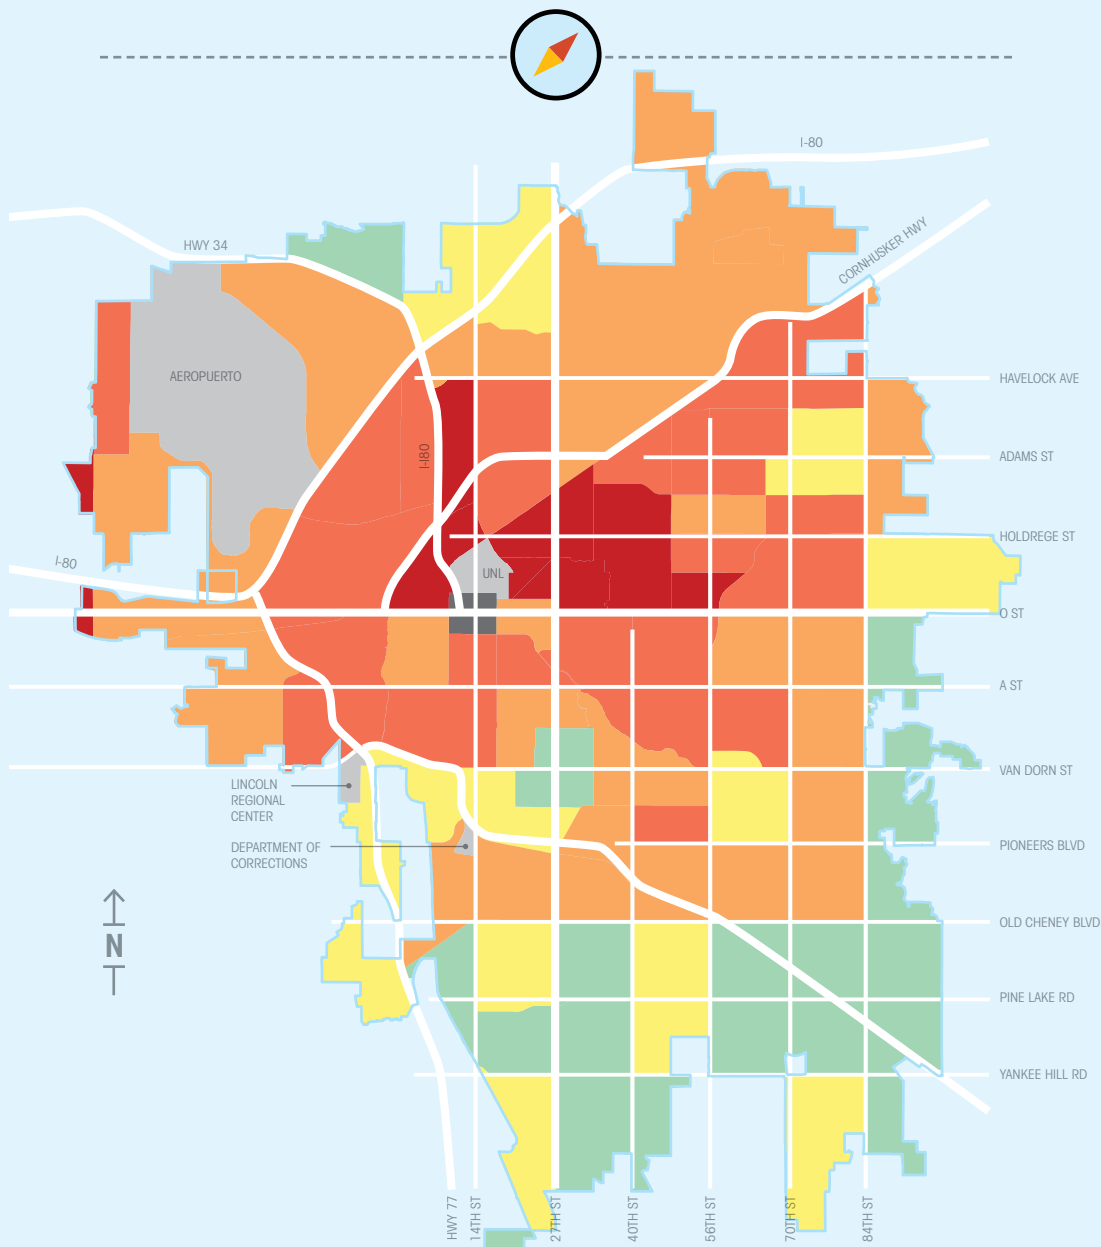 I-80
CORNHUSKER HWY
HWY 34
AEROPUERTO
HAVELOCK AVE
I-180
ADAMS ST
HOLDREGE ST
I-80
UNL
O ST
A ST
VAN DORN ST
LINCOLN
REGIONAL
CENTER
DEPARTMENT OF
CORRECTIONS
PIONEERS BLVD
OLD CHENEY BLVD
N
PINE LAKE RD
YANKEE HILL RD
HWY 77
14TH ST
27TH ST
40TH ST
56TH ST
70TH ST
84TH ST